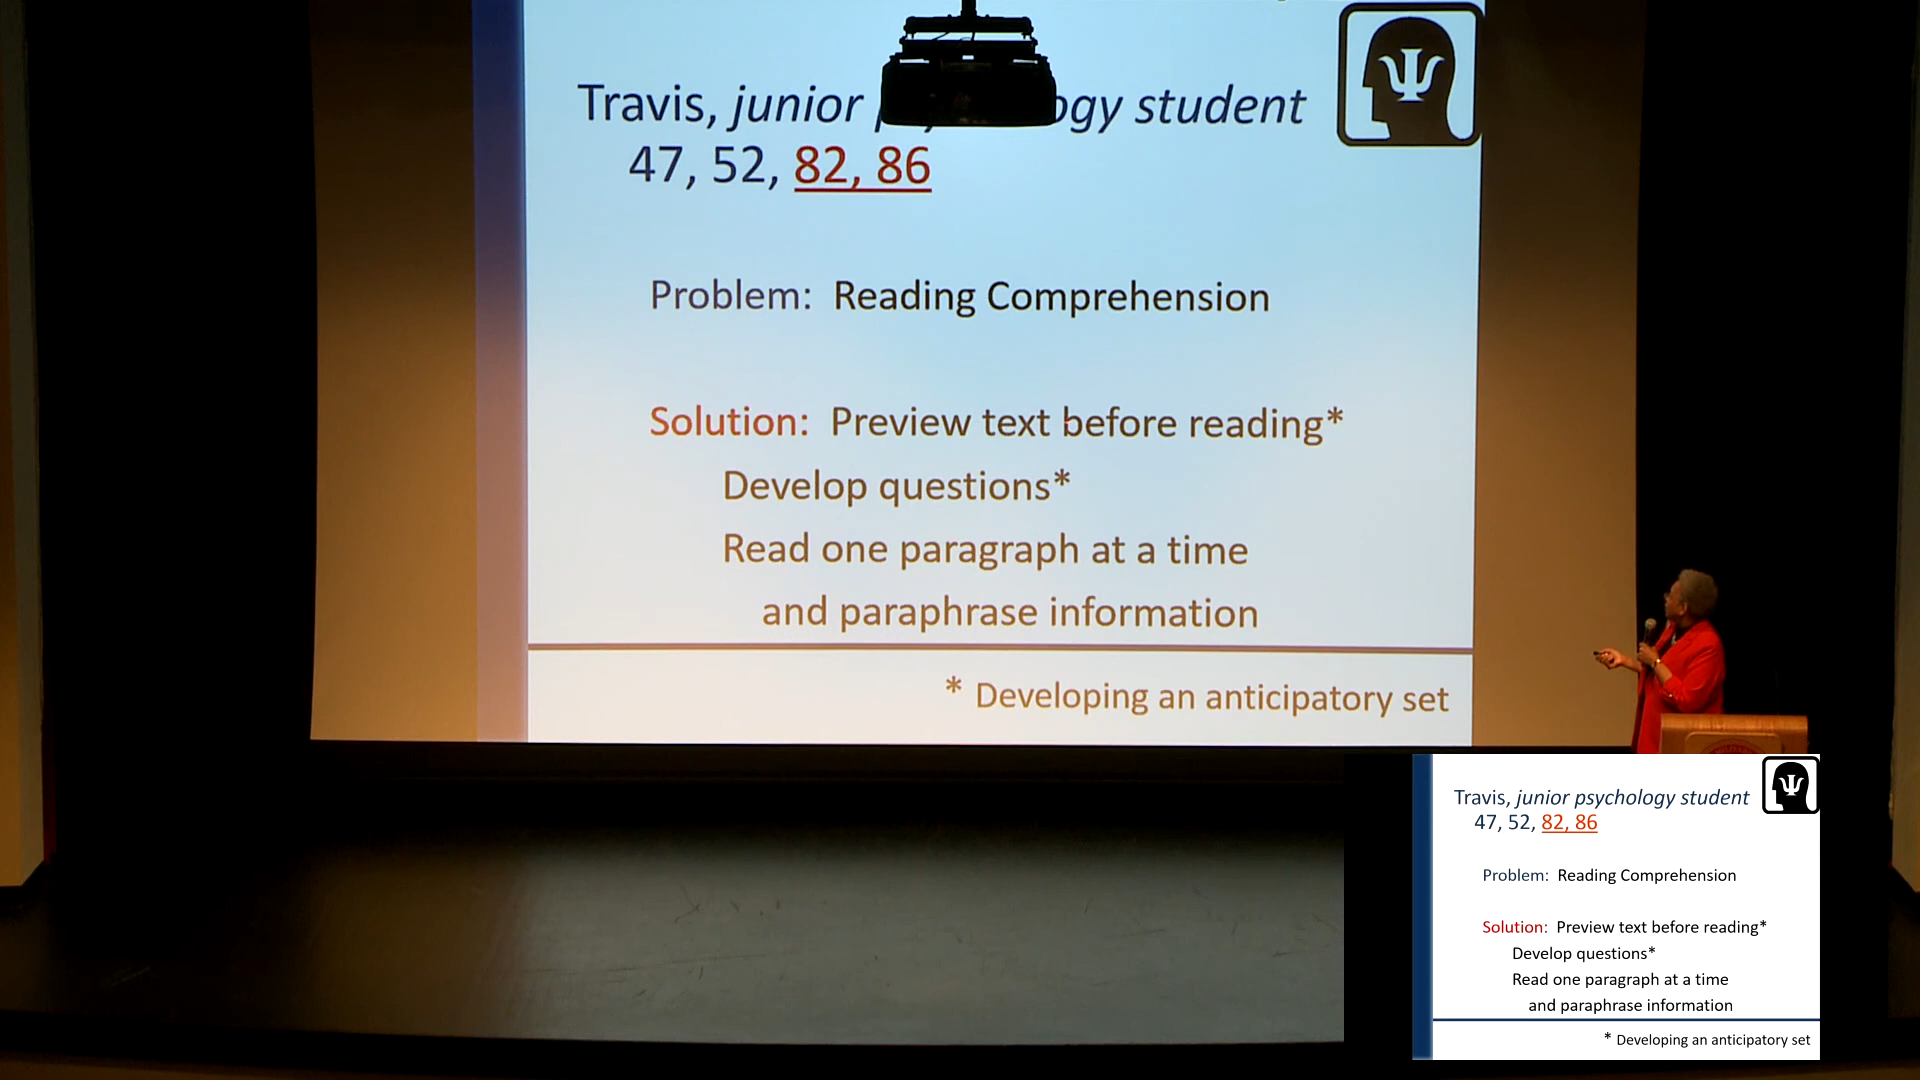 Travis, junior ogy student
47, 52, 82, 86
Problem: Reading Comprehension
Solution: Preview text before reading*
Develop questions*
Read one paragraph at a time
and paraphrase information
* Developing an anticipatory set
Travis, junior psychology student
47, 52, 82, 86
Problem: Reading Comprehension
Solution: Preview text before reading*
Develop questions*
Read one paragraph at a time
and paraphrase information
* Developing an anticipatory set